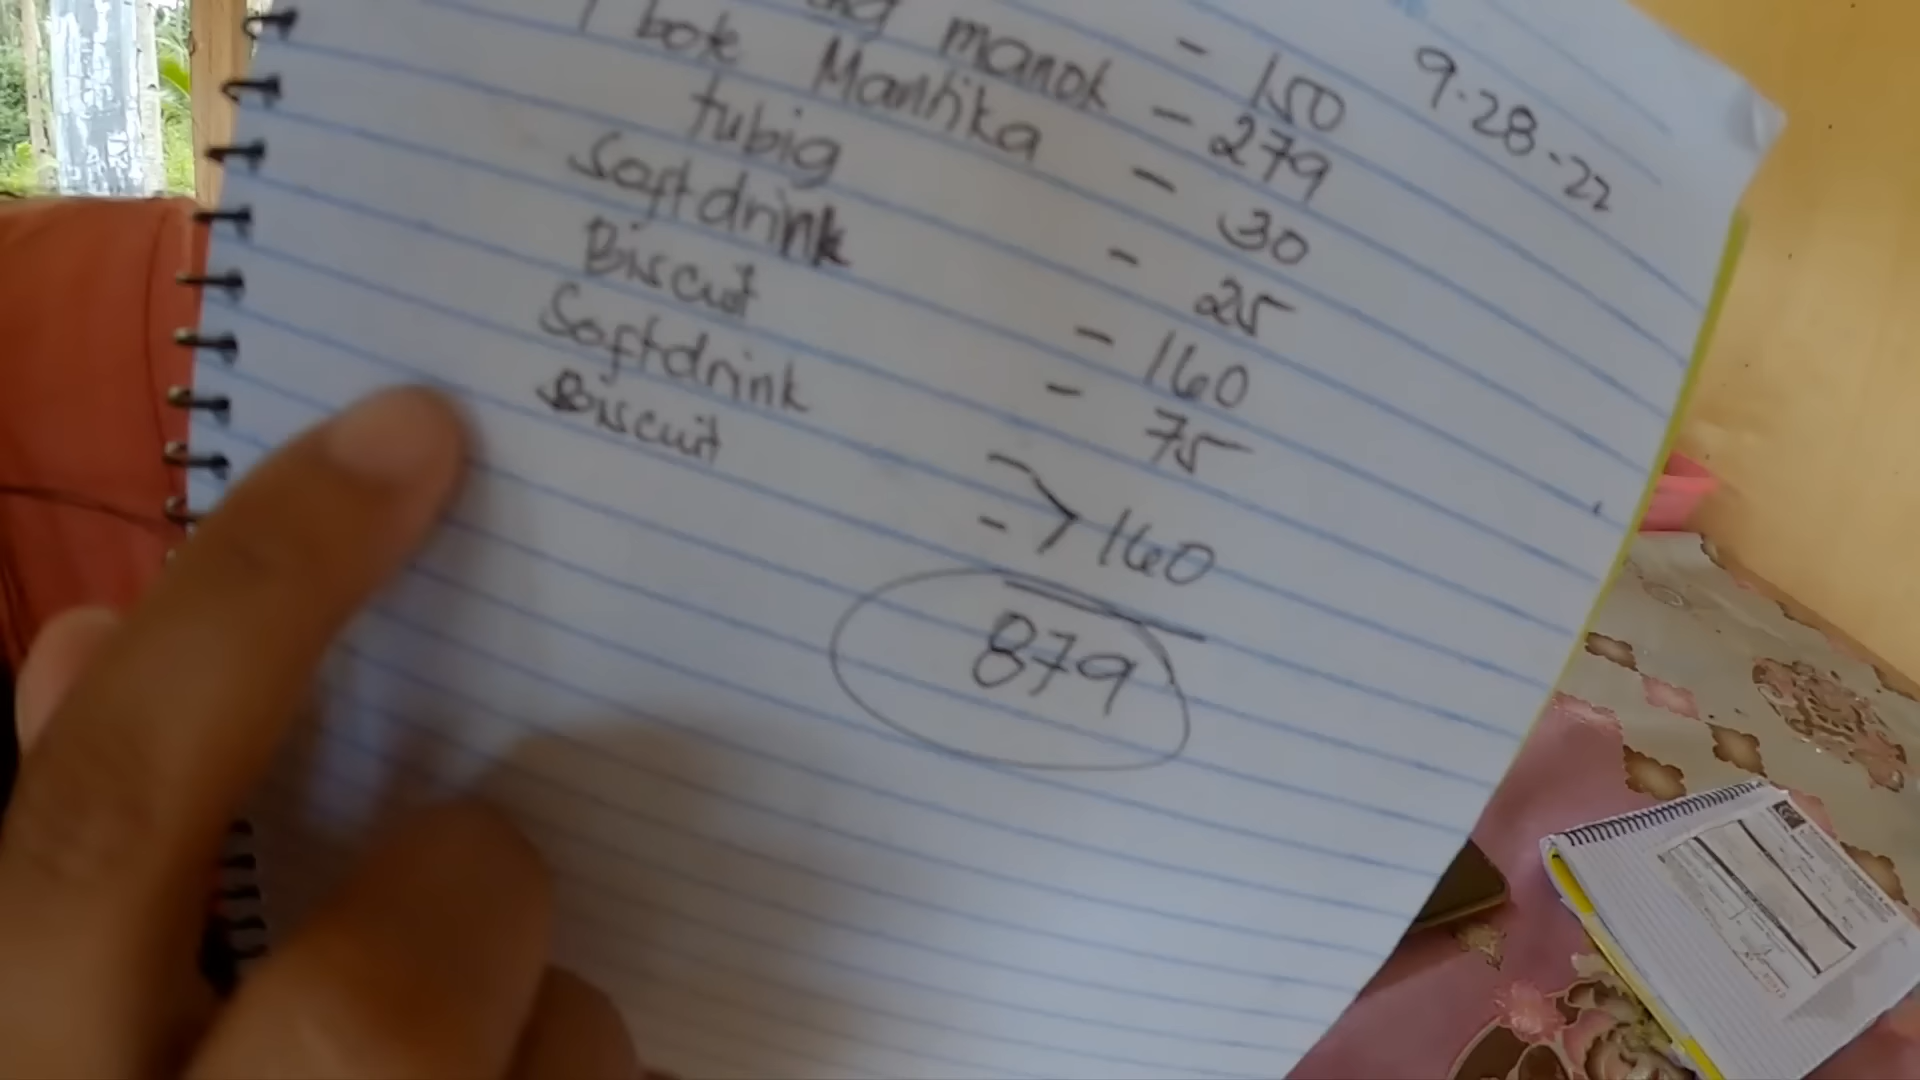 9.28.22
- 150
manok - 279
1 bote Mantika - 30
tubig - 25
Softdrink - 160
Biscuit - 75
Softdrink -
Biscuit - > 160
879